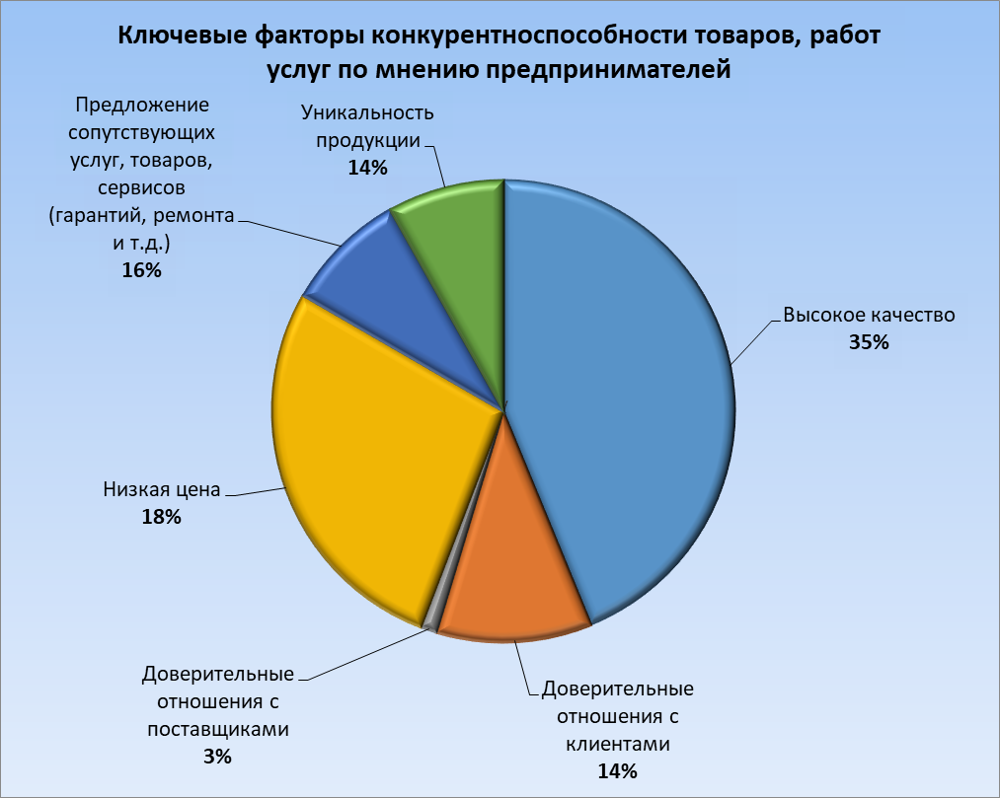 Ключевые факторы конкурентноспособности товаров, работ
услуг по мнению предпринимателей
Предложение
сопутствующих
услуг, товаров,
сервисов
(гарантий, ремонта
и т.д.)
16%
Уникальность
продукции
14%
Высокое качество
35%
Низкая цена
18%
Доверительные
отношения с
поставщиками
3%
Доверительные
отношения с
клиентами
14%